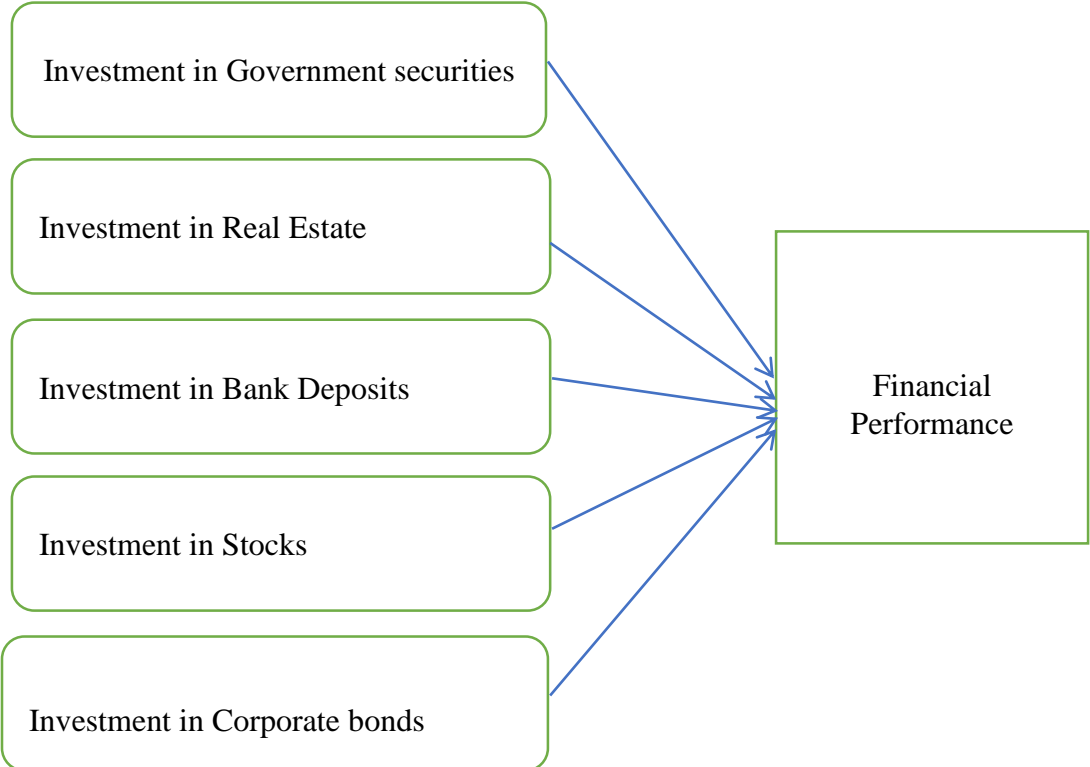 Investment in Government securities
Investment in Real Estate
Investment in Bank Deposits
Investment in Stocks
Investment in Corporate bonds
Financial
Performance